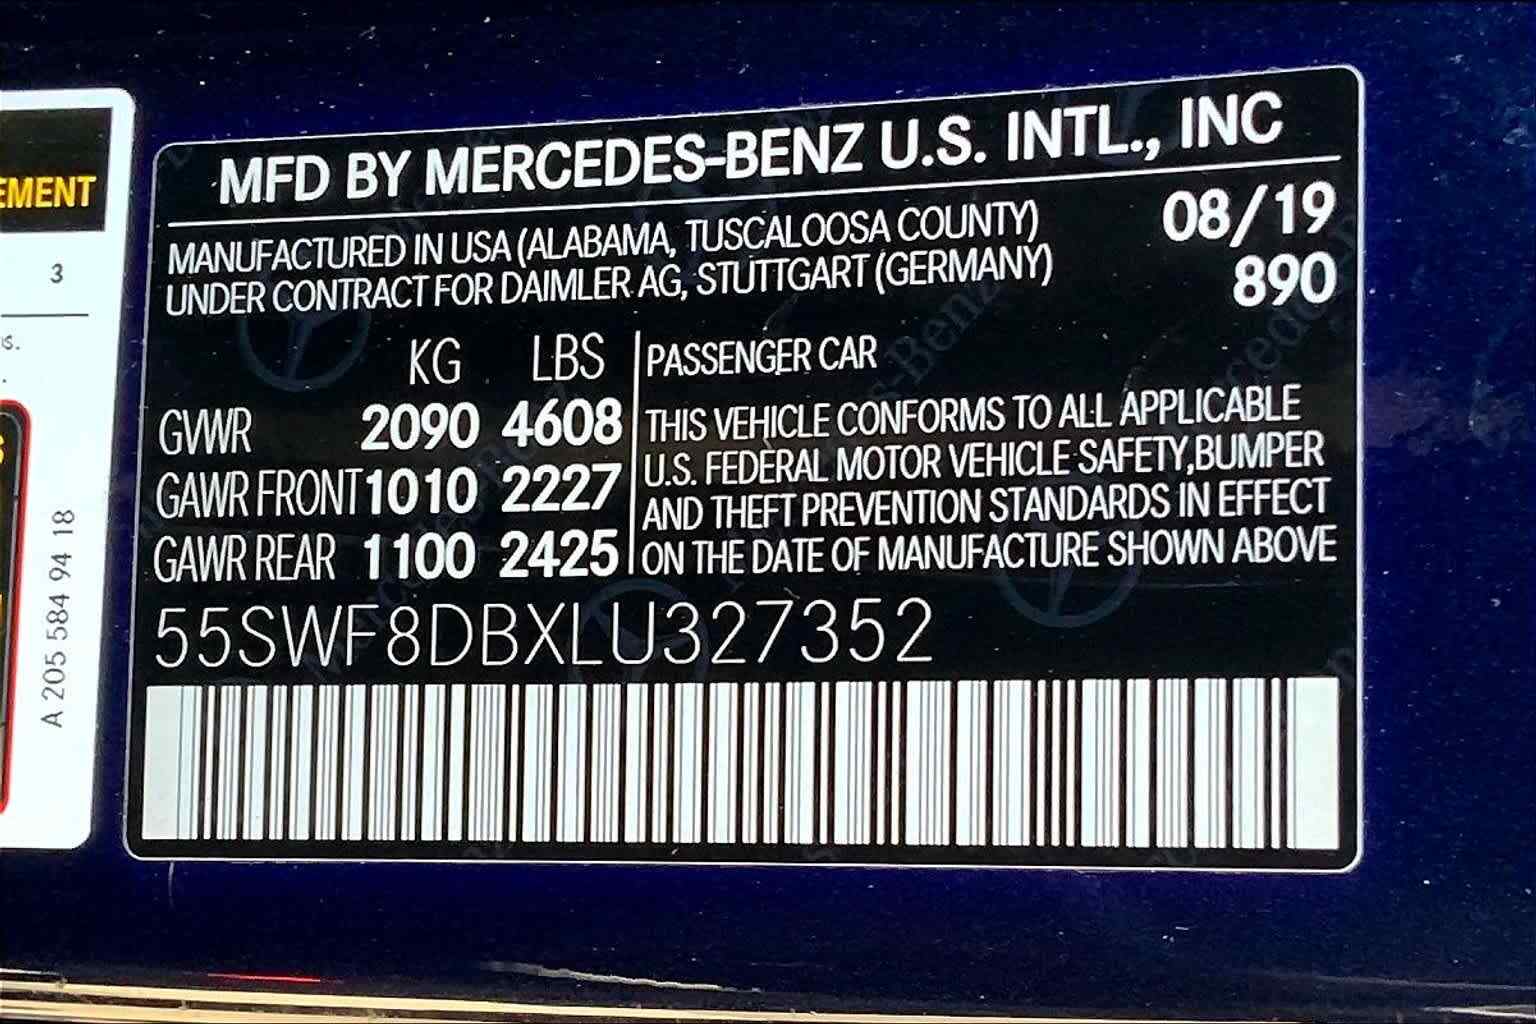 EMENT
3
s.
A 205 584 94 18
MFD BY MERCEDES-BENZ U.S. INTL., INC
MANUFACTURED IN USA (ALABAMA, TUSCALOOSA COUNTY) 08/19
UNDER CONTRACT FOR DAIMLER AG, STUTTGART (GERMANY) 890
KG LBS PASSENGER CAR
GVWR 2090 4608 THIS VEHICLE CONFORMS TO ALL APPLICABLE
GAWR FRONT 1010 2227 U.S. FEDERAL MOTOR VEHICLE SAFETY,BUMPER
AND THEFT PREVENTION STANDARDS IN EFFECT
GAWR REAR 1100 2425 ON THE DATE OF MANUFACTURE SHOWN ABOVE
55SWF8DBXLU327352